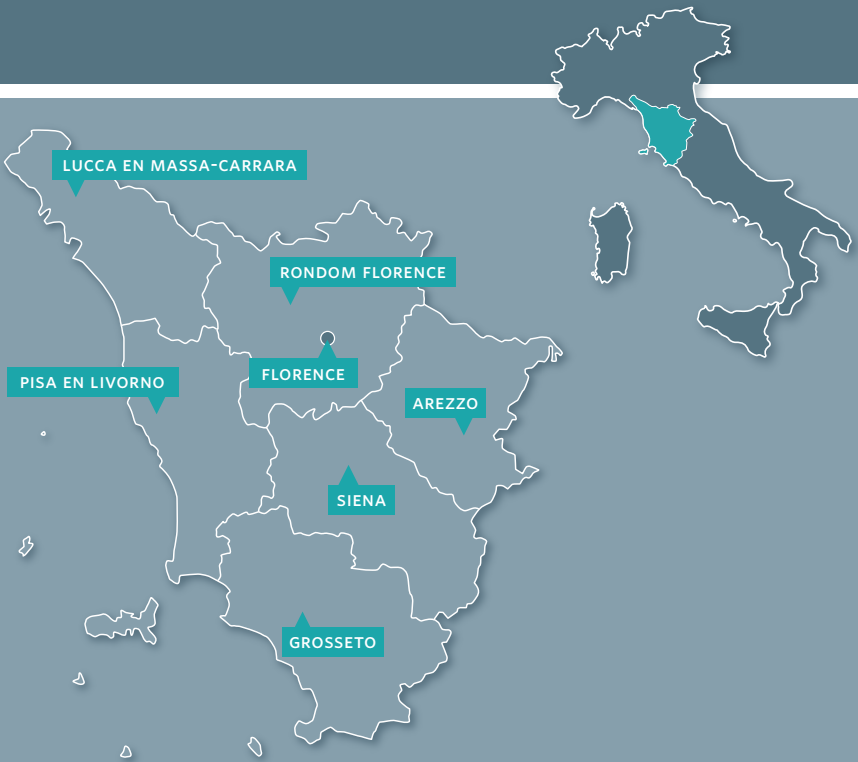 LUCCA EN MASSA-CARRARA
RONDOM FLORENCE
FLORENCE
PISA EN LIVORNO
AREZZO
SIENA
GROSSETO